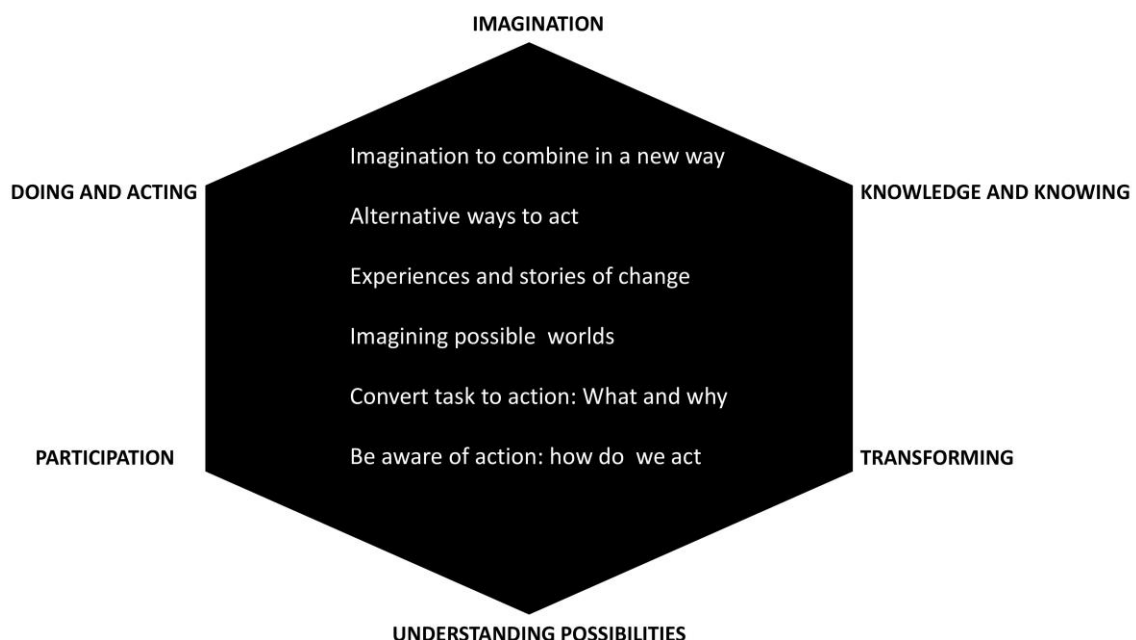 IMAGINATION
Imagination to combine in a new way
DOING AND ACTING
KNOWLEDGE AND KNOWING
Alternative ways to act
Experiences and stories of change
Imagining possible worlds
Convert task to action: What and why
Be aware of action: how do we act
PARTICIPATION
TRANSFORMING
UNDERSTANDING POSSIBILITIES